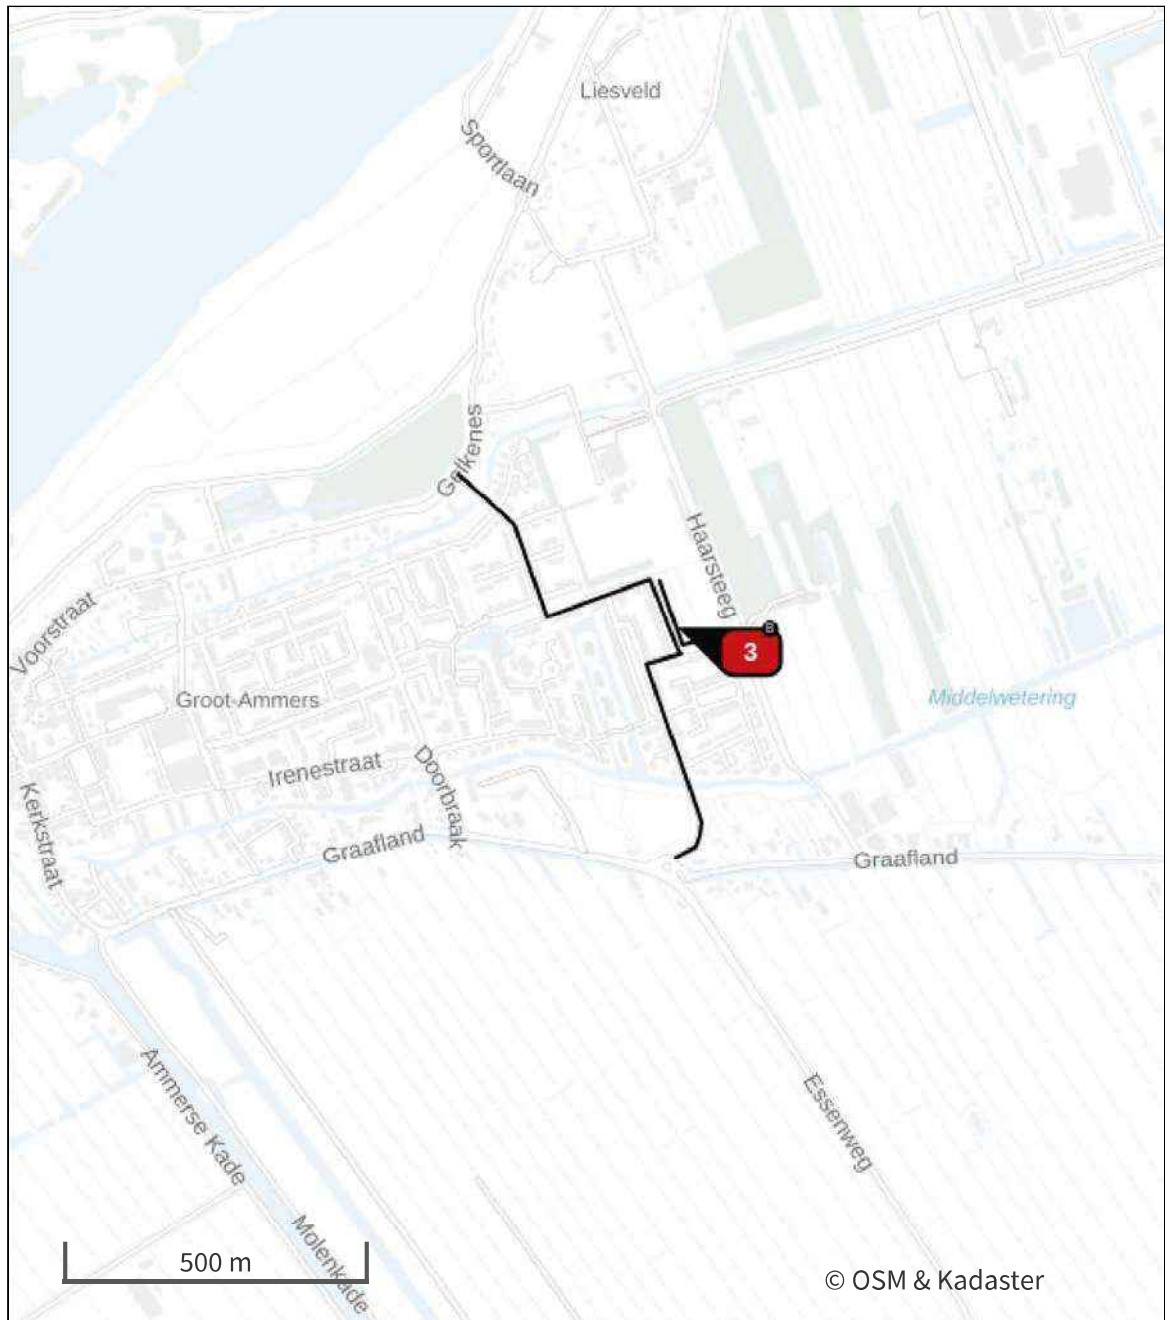 Liesveld
Sportlaan
Gelkenes
Haarsteeg
Voorstraat
3
Groot-Ammers
Middelwetering
Irenestraat
Doorbraak
Kerkstraat
Graafland
Graafland
Ammerse Kade
Essenweg
Molenkade
500 m
© OSM & Kadaster